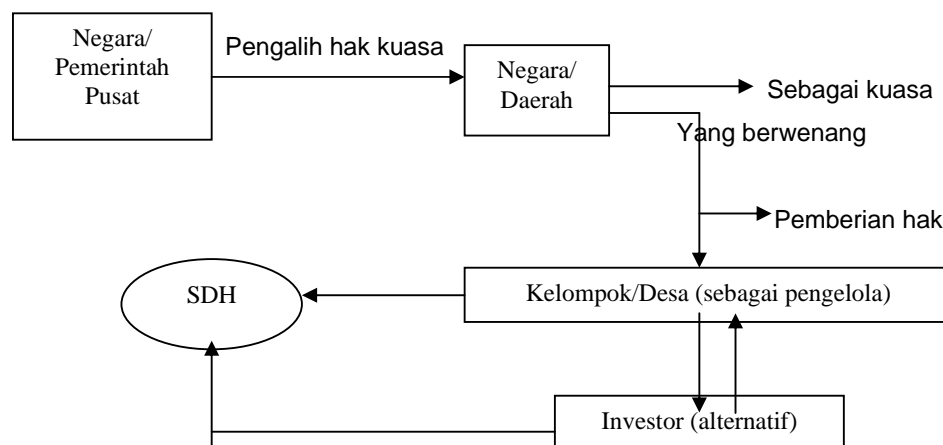 Negara/
Pemerintah
Pusat
Pengalih hak kuasa
Negara/
Daerah
Sebagai kuasa
Yang berwenang
Pemberian hak
SDH
Kelompok/Desa (sebagai pengelola)
Investor (alternatif)